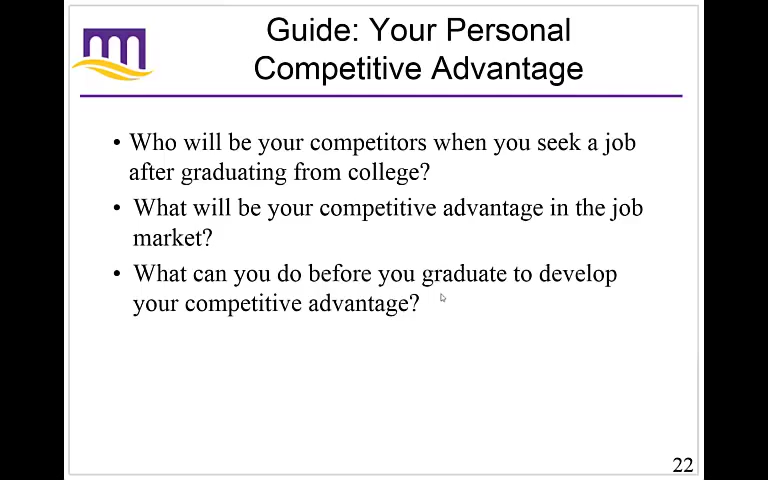 Guide: Your Personal
Competitive Advantage
• Who will be your competitors when you seek a job
after graduating from college?
• What will be your competitive advantage in the job
market?
• What can you do before you graduate to develop
your competitive advantage?
22